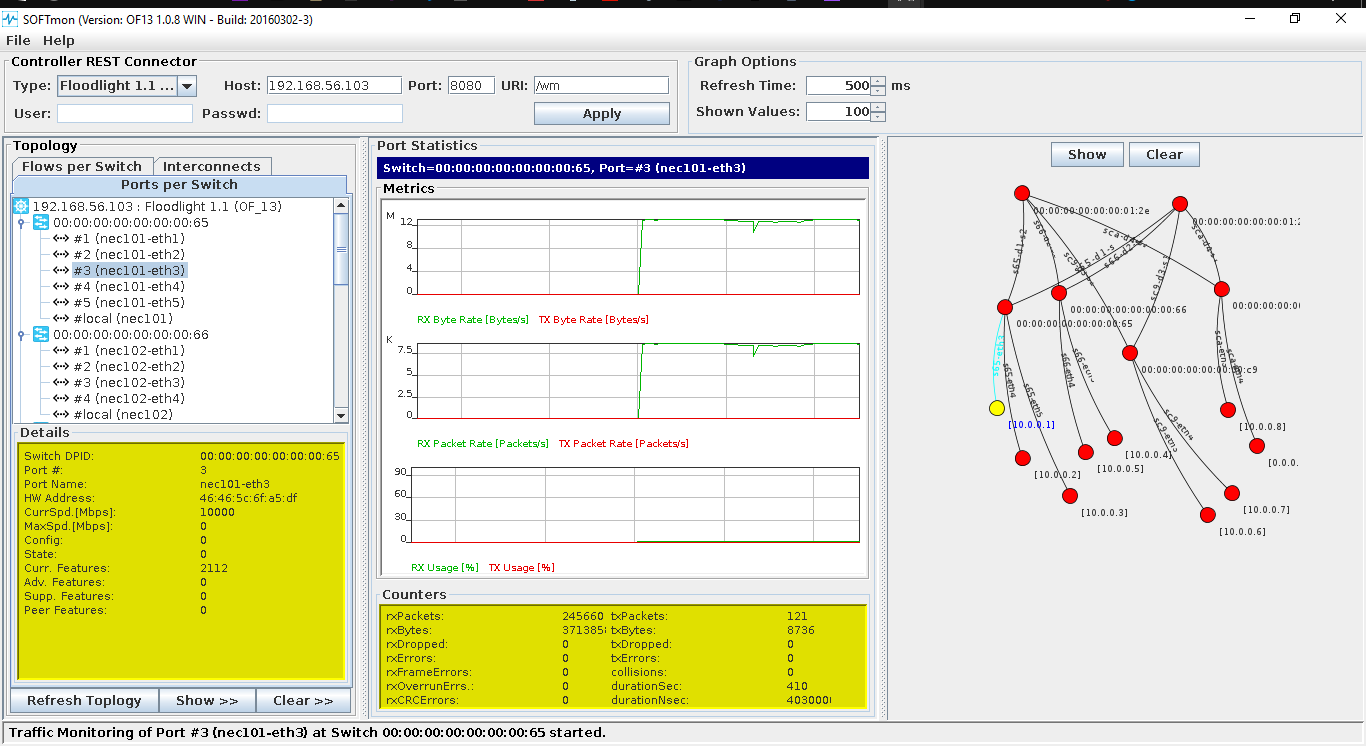 SOFTmon (Version: OF13 1.0.8 WIN - Build: 20160302-3)
File Help
Controller REST Connector
Type: Floodlight 1.1 ... Host: 192.168.56.103 Port: 8080 URI: /wm
User: Passwd: Apply
Graph Options
Refresh Time: 500 ms
Shown Values: 100
Topology
Flows per Switch Interconnects
Ports per Switch
192.168.56.103 : Floodlight 1.1 (OF_13)
00:00:00:00:00:00:00:65
#1 (nec101-eth1)
#2 (nec101-eth2)
#3 (nec101-eth3)
#4 (nec101-eth4)
#5 (nec101-eth5)
#local (nec101)
00:00:00:00:00:00:00:66
#1 (nec102-eth1)
#2 (nec102-eth2)
#3 (nec102-eth3)
#4 (nec102-eth4)
#local (nec102)
Details
Switch DPID: 00:00:00:00:00:00:00:65
Port #: 3
Port Name: nec101-eth3
HW Address: 46:46:5c:6f:a5:df
CurrSpd.[Mbps]: 10000
MaxSpd.[Mbps]: 0
Config: 0
State: 0
Curr. Features: 2112
Adv. Features: 0
Supp. Features: 0
Peer Features: 0
Refresh Toplogy Show >> Clear >>
Port Statistics
Switch=00:00:00:00:00:00:00:65, Port=#3 (nec101-eth3)
Metrics
M
12
8
4
0
RX Byte Rate [Bytes/s] TX Byte Rate [Bytes/s]
K
7.5
5
2.5
0
RX Packet Rate [Packets/s] TX Packet Rate [Packets/s]
90
60
30
0
RX Usage [%] TX Usage [%]
Counters
rxPackets: 245660 txPackets: 121
rxBytes: 371385 txBytes: 8736
rxDropped: 0 txDropped: 0
rxErrors: 0 txErrors: 0
rxFrameErrors: 0 collisions: 0
rxOverrunErrs.: 0 durationSec: 410
rxCRCErrors: 0 durationNsec: 403000
Show Clear
00:00:00:00:00:00:01:2e
00:00:00:00:00:00:01:2
s65-d1-s2
sca-d4-s
sc9-d3-s
00:00:00:00:00:0
00:00:00:00:00:00:00:66
00:00:00:00:00:00:00:65
s65-eth3
s65-eth4
s65-eth5
s66-eth4
c9
sc9-eth4
[10.0.0.1]
[10.0.0.8]
[10.0.0.4]
[10.0.0.5]
[0.0.0.
[10.0.0.2]
[10.0.0.7]
[10.0.0.3]
[10.0.0.6]
Traffic Monitoring of Port #3 (nec101-eth3) at Switch 00:00:00:00:00:00:00:65 started.